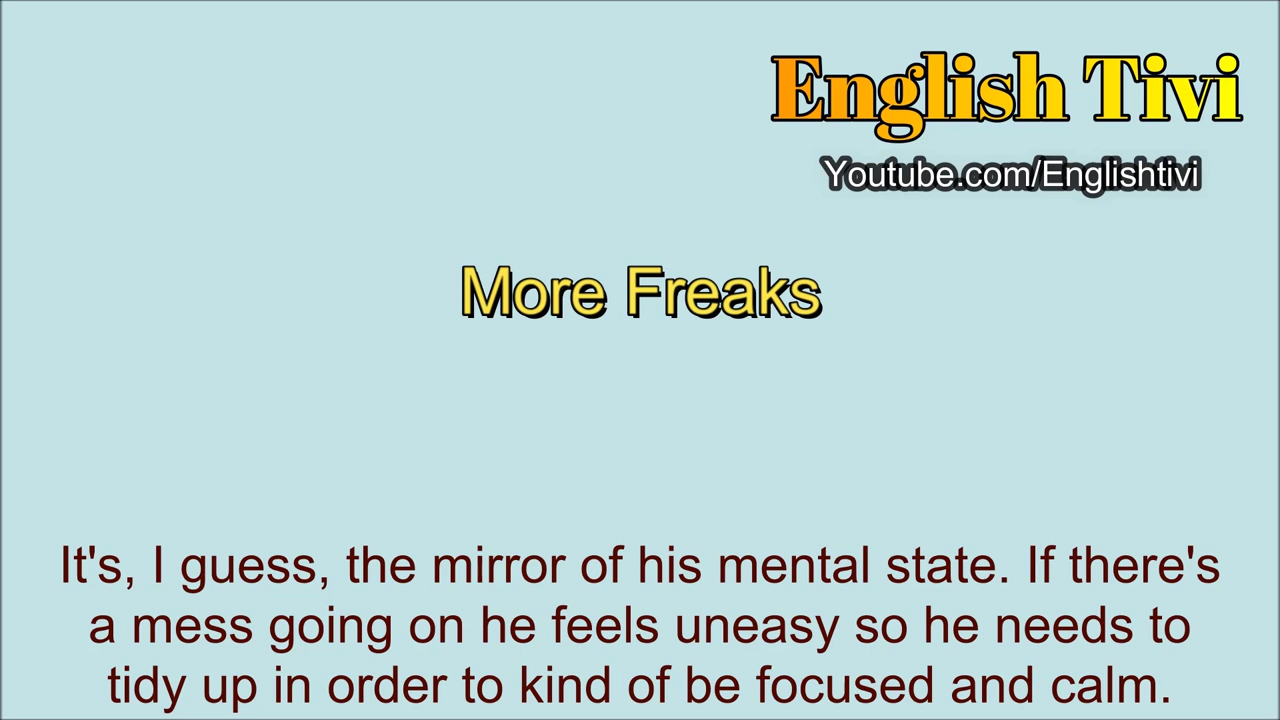 English Tivi
Youtube.com/Englishtivi
More Freaks
It's, I guess, the mirror of his mental state. If there's
a mess going on he feels uneasy so he needs to
tidy up in order to kind of be focused and calm.